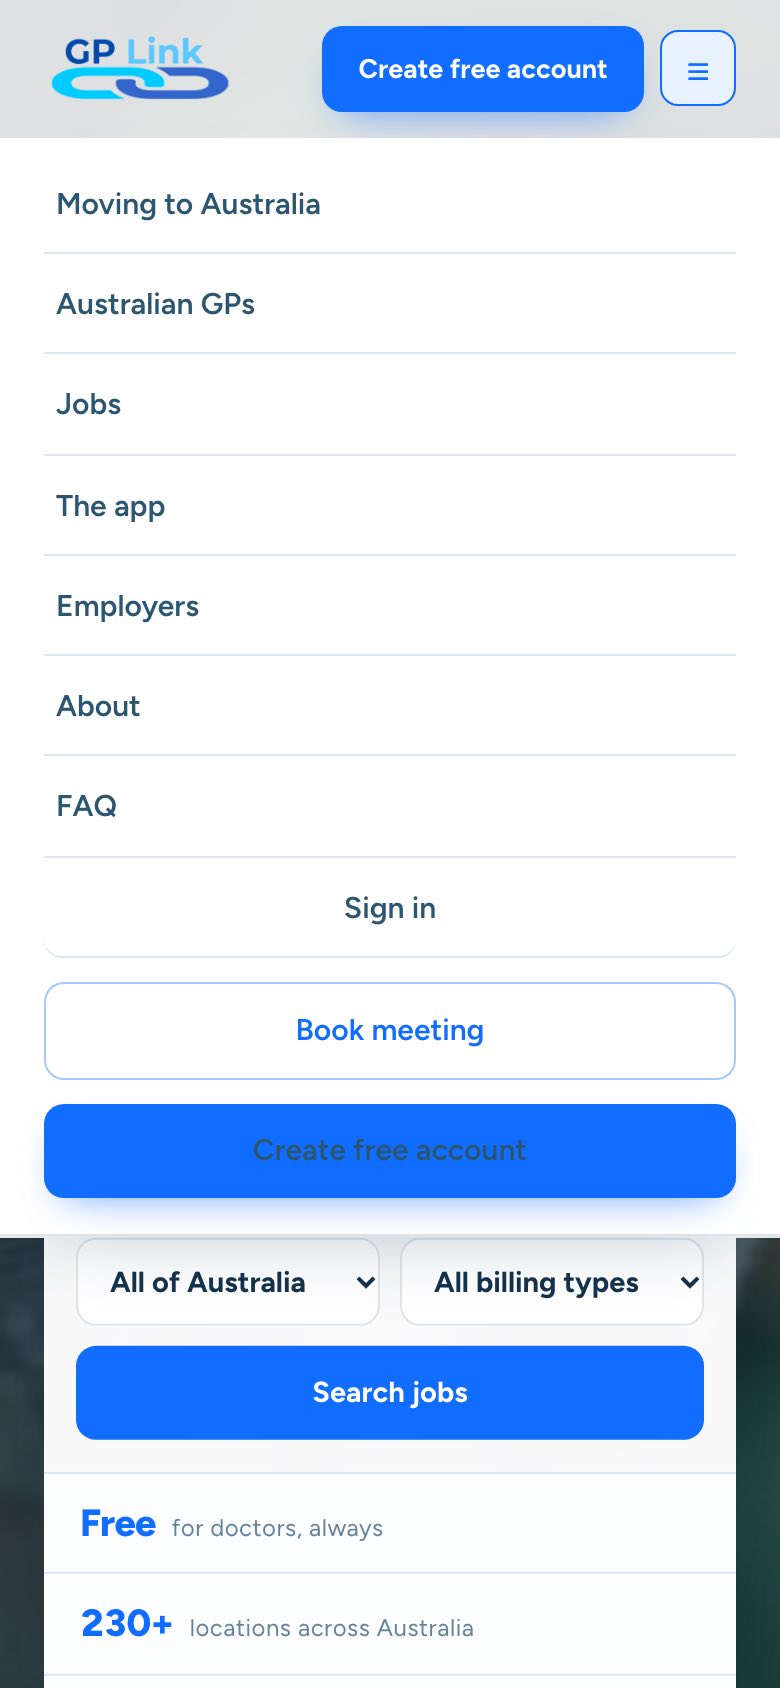 GP Link
Create free account
Moving to Australia
Australian GPs
Jobs
The app
Employers
About
FAQ
Sign in
Book meeting
Create free account
All of Australia
All billing types
Search jobs
Free for doctors, always
230+ locations across Australia